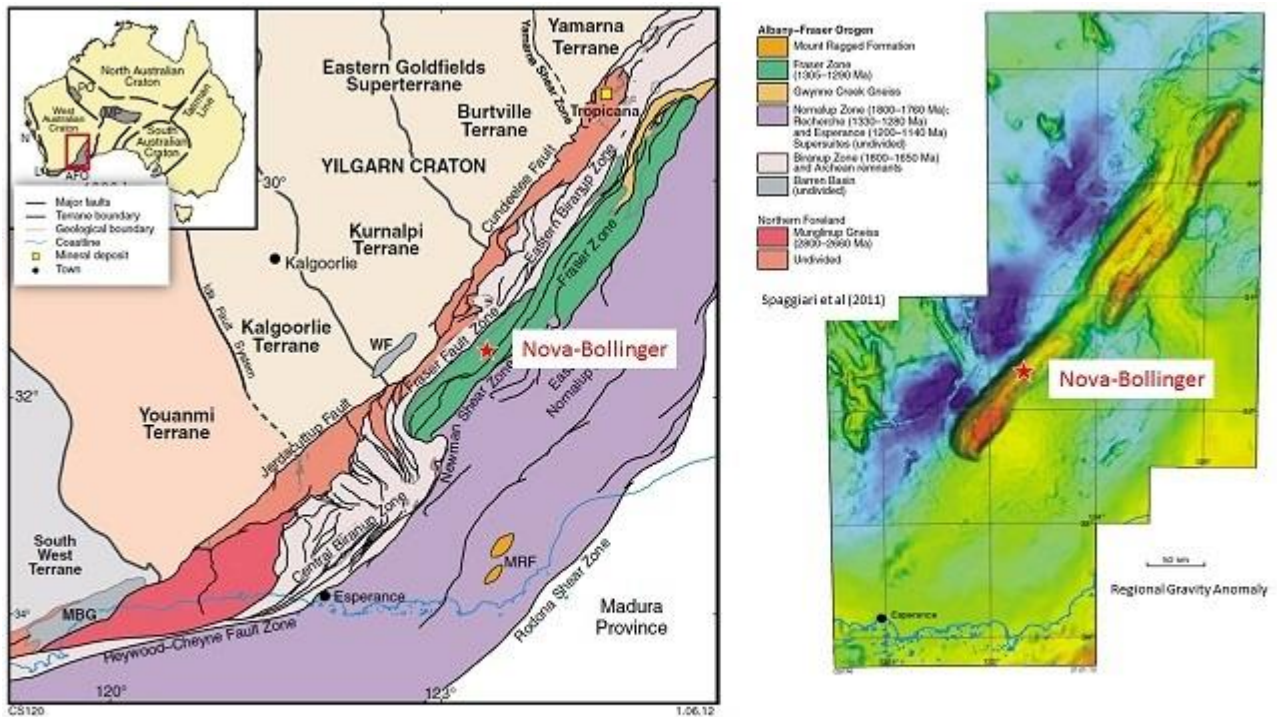 North Australian
Craton
West
Australian
Craton
PO
MP
South
Australian
Craton
Tasman
Line
AFO
Major faults
Terrane boundary
Geological boundary
Coastline
Mineral deposit
Town
Yamarna
Terrane
Yamarna Shear Zone
Eastern Goldfields
Superterrane
Burtville
Terrane
Tropicana
YILGARN CRATON
30°
Cundeelee Fault
Eastern Biranup Zone
Kurnalpi
Terrane
Fraser Zone
Kalgoorlie
Ida Fault
System
Kalgoorlie
Terrane
WF
Fraser Fault Zone
Nova-Bollinger
32°
Youanmi
Terrane
Jerdacuttup Fault
Newman Shear Zone
Nornalup
Central Biranup Zone
South
West
Terrane
MRF
Esperance
34°
MBG
Rodona Shear Zone
Madura
Province
Heywood–Cheyne Fault Zone
120°
123°
CS120
1.06.12
Albany–Fraser Orogen
Mount Ragged Formation
Fraser Zone
(1305–1290 Ma)
Gwynne Creek Gneiss
Nornalup Zone (1800–1760 Ma);
Recherche (1330–1280 Ma)
and Esperance (1200–1140 Ma)
Supersuites (undivided)
Biranup Zone (1800–1650 Ma)
and Archean remnants
Barren Basin
(undivided)
Northern Foreland
Munglinup Gneiss
(2800–2660 Ma)
Undivided
Spaggiari et al (2011)
Nova-Bollinger
50 km
Regional Gravity Anomaly
Esperance